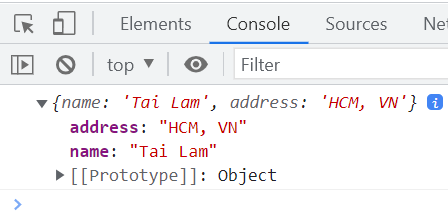 Elements Console Sources Net
top Filter
{name: 'Tai Lam', address: 'HCM, VN'} i
address: "HCM, VN"
name: "Tai Lam"
[[Prototype]]: Object